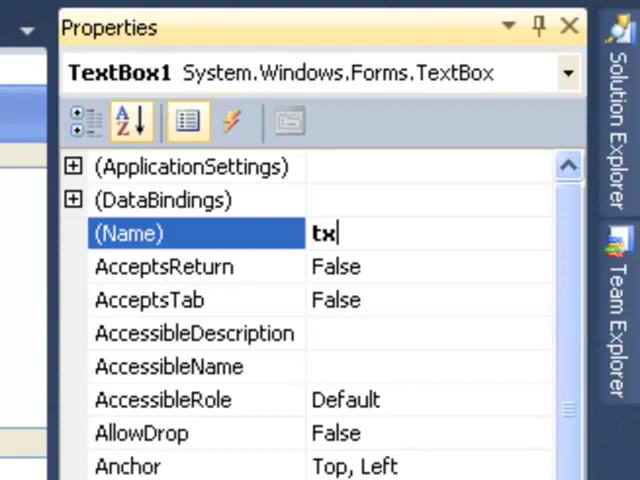 Properties
TextBox1 System.Windows.Forms.TextBox
A
Z
(ApplicationSettings)
(DataBindings)
(Name) tx
AcceptsReturn False
AcceptsTab False
AccessibleDescription
AccessibleName
AccessibleRole Default
AllowDrop False
Anchor Top, Left
Solution Explorer
Team Explorer